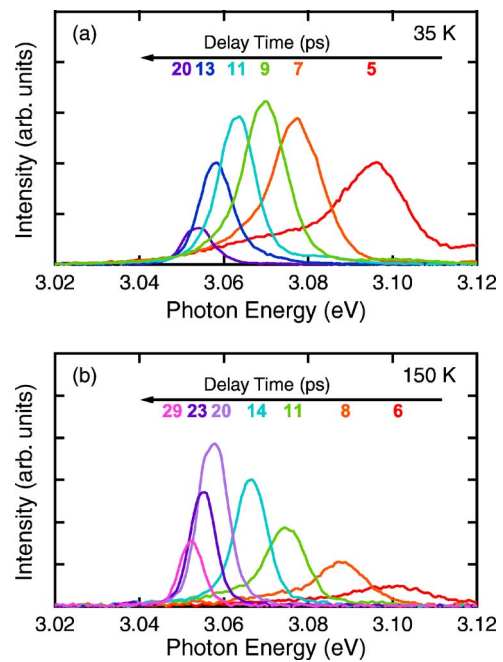 (a)
35 K
Delay Time (ps)
20 13 11 9 7 5
Intensity (arb. units)
3.02 3.04 3.06 3.08 3.10 3.12
Photon Energy (eV)
(b)
150 K
Delay Time (ps)
29 23 20 14 11 8 6
Intensity (arb. units)
3.02 3.04 3.06 3.08 3.10 3.12
Photon Energy (eV)